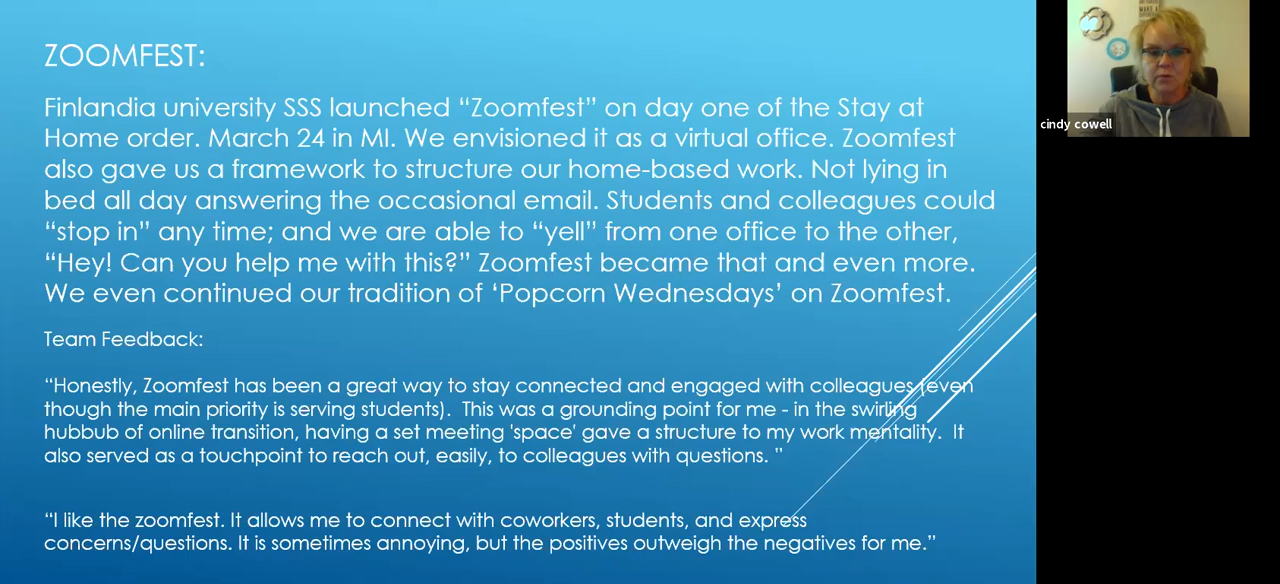 ZOOMFEST:
Finlandia university SSS launched “Zoomfest” on day one of the Stay at
Home order. March 24 in MI. We envisioned it as a virtual office. Zoomfest
also gave us a framework to structure our home-based work. Not lying in
bed all day answering the occasional email. Students and colleagues could
“stop in” any time; and we are able to “yell” from one office to the other,
“Hey! Can you help me with this?” Zoomfest became that and even more.
We even continued our tradition of ‘Popcorn Wednesdays’ on Zoomfest.
Team Feedback:
“Honestly, Zoomfest has been a great way to stay connected and engaged with colleagues (even
though the main priority is serving students).  This was a grounding point for me - in the swirling
hubbub of online transition, having a set meeting 'space' gave a structure to my work mentality.  It
also served as a touchpoint to reach out, easily, to colleagues with questions. ”
“I like the zoomfest. It allows me to connect with coworkers, students, and express
concerns/questions. It is sometimes annoying, but the positives outweigh the negatives for me.”
cindy cowell
MAKE A